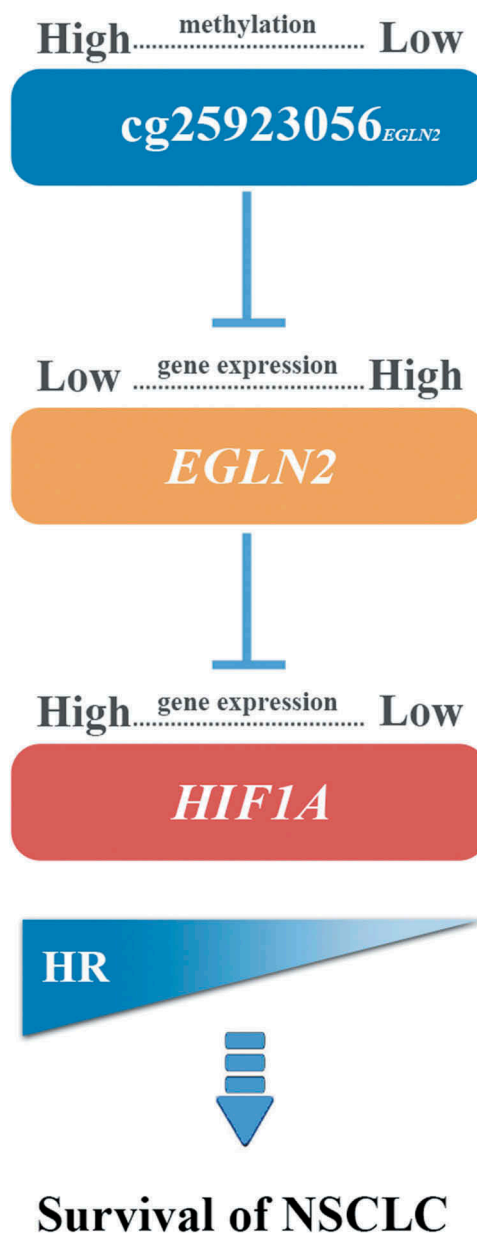 High methylation Low
cg25923056EGLN2
Low gene expression High
EGLN2
High gene expression Low
HIF1A
HR
Survival of NSCLC